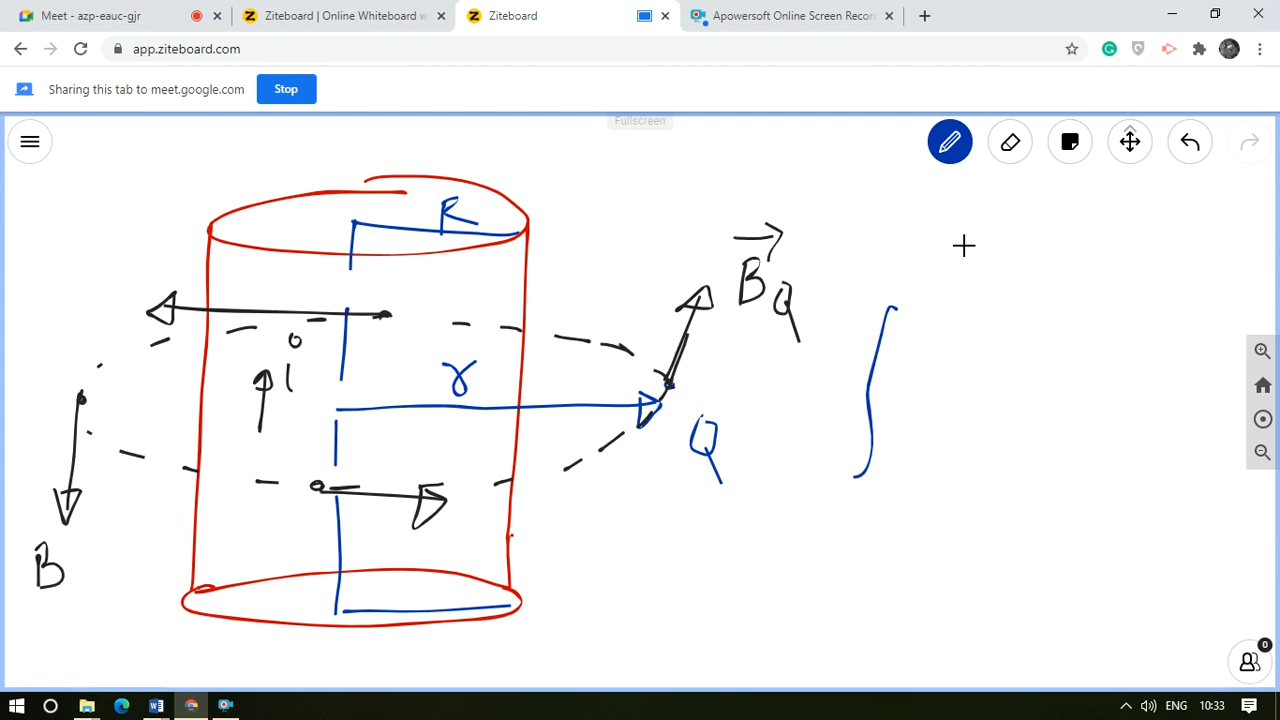 Meet - azp-eauc-gjr
Ziteboard | Online Whiteboard w
Ziteboard
Apowersoft Online Screen Recor
app.ziteboard.com
Sharing this tab to meet.google.com
Stop
Fullscreen
R
B
Q
I
r
Q
B
0
ENG
10:33